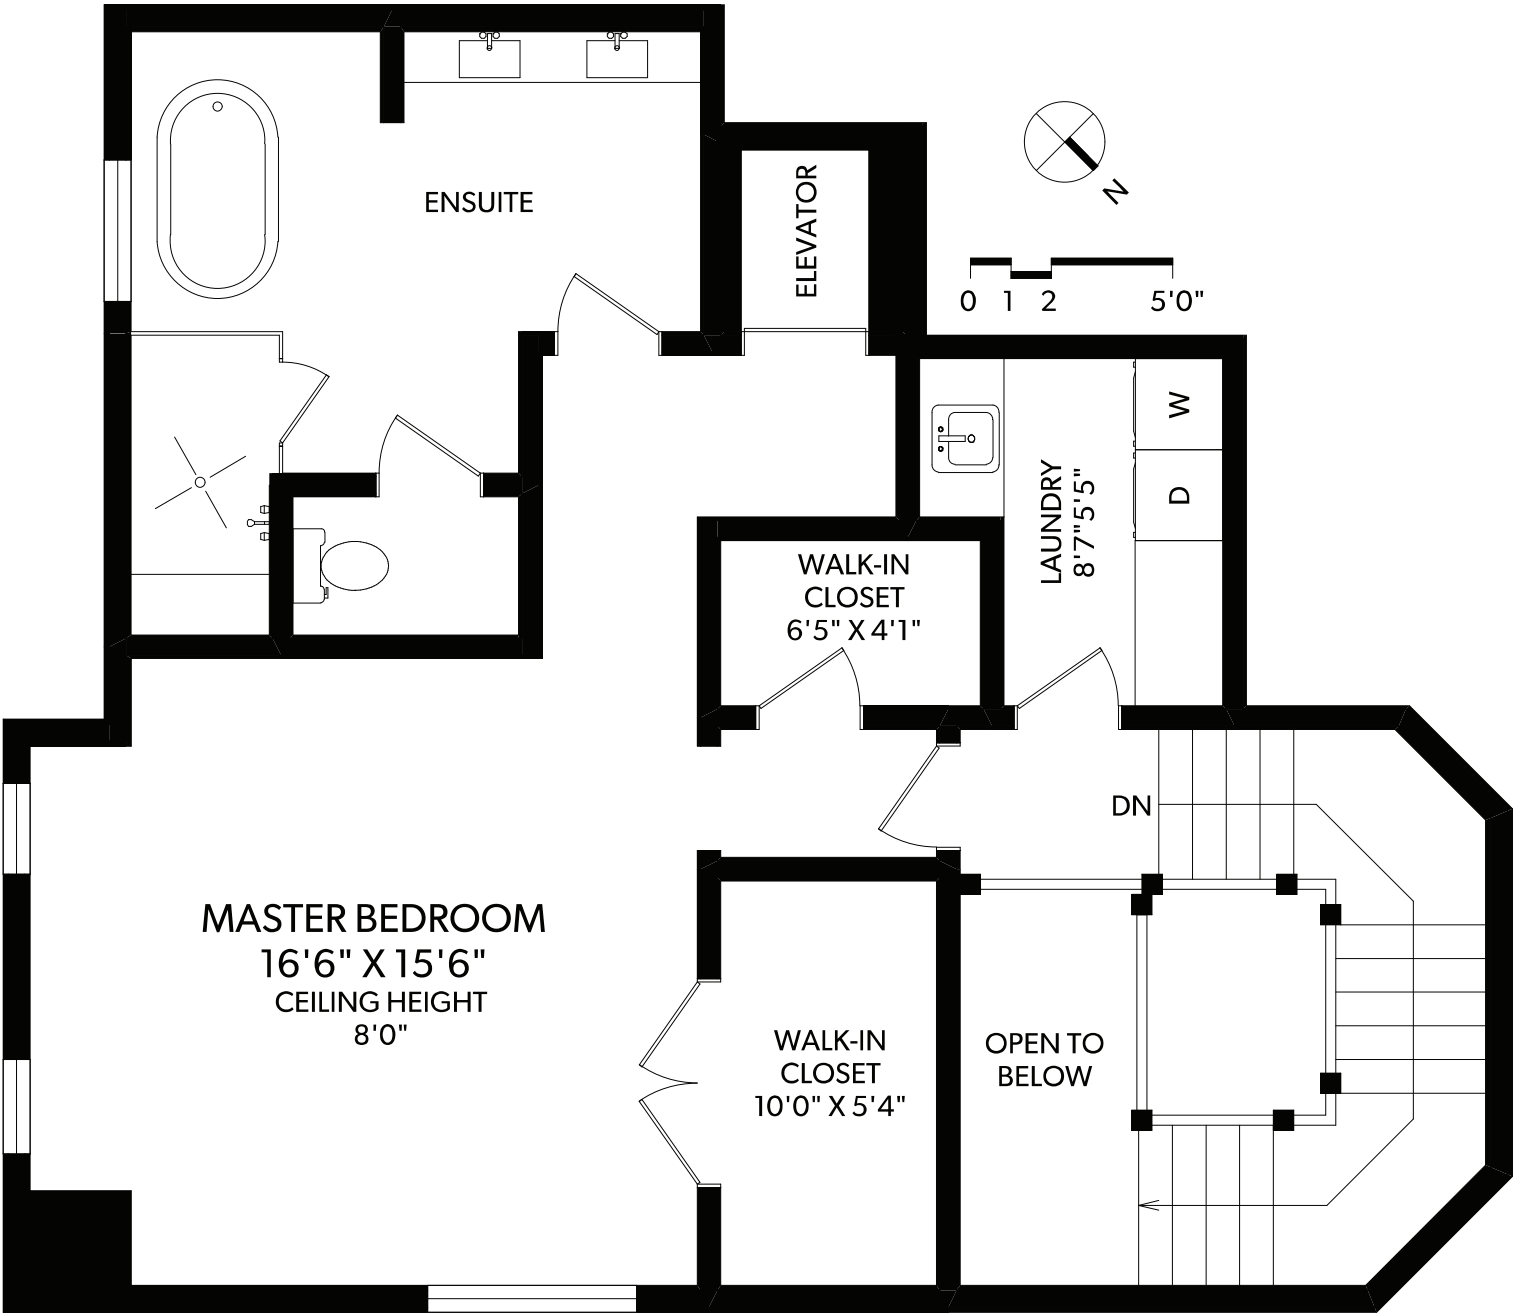 ENSUITE
ELEVATOR
N
0 1 2 5'0"
W
D
LAUNDRY
8'7"5'5"
WALK-IN
CLOSET
6'5" X 4'1"
DN
MASTER BEDROOM
16'6" X 15'6"
CEILING HEIGHT
8'0"
WALK-IN
CLOSET
10'0" X 5'4"
OPEN TO
BELOW